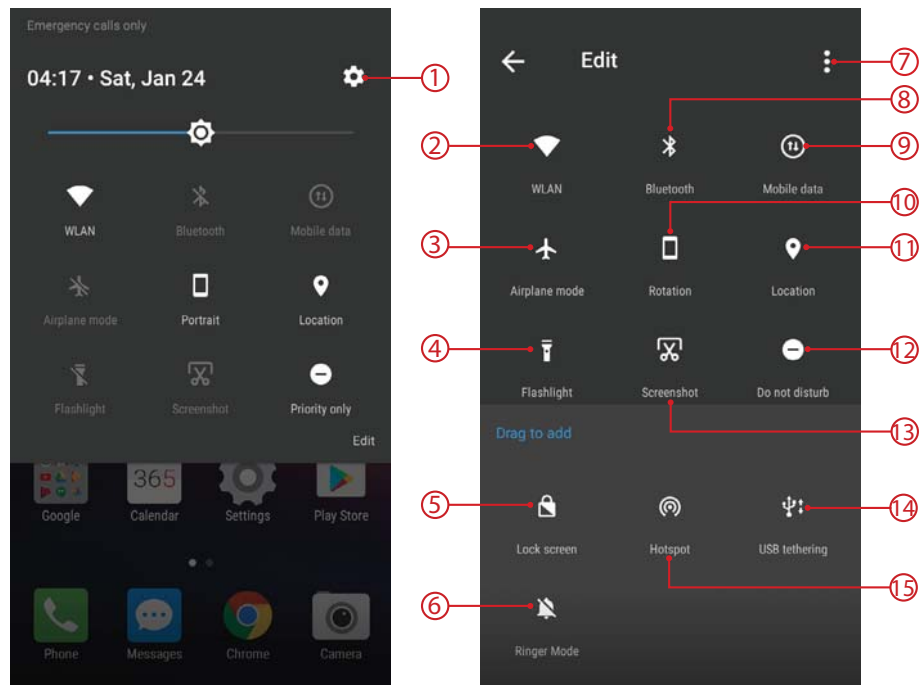 Emergency calls only
04:17 • Sat, Jan 24
WLAN Bluetooth Mobile data
Airplane mode Portrait Location
Flashlight Screenshot Priority only
Edit
365
Google Calendar Settings Play Store
Phone Messages Chrome Camera
1
2
3
4
5
6
Edit
7
8
9
WLAN Bluetooth Mobile data
10
11
Airplane mode Rotation Location
12
Flashlight Screenshot Do not disturb
13
Drag to add
14
Lock screen Hotspot USB tethering
15
Ringer Mode